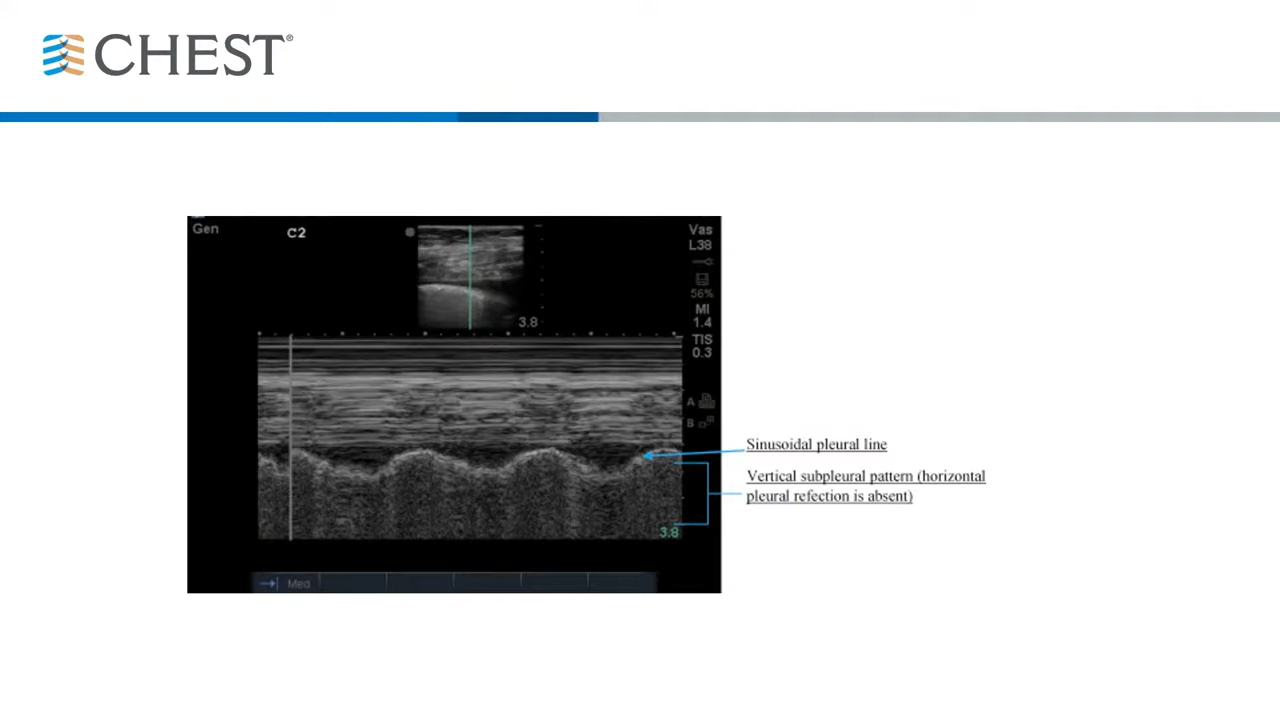 CHEST®
Gen
C2
Vas
L38
56%
MI
1.4
3.8
TIS
0.3
A
B
Sinusoidal pleural line
Vertical subpleural pattern (horizontal
pleural refection is absent)
3.8
Med